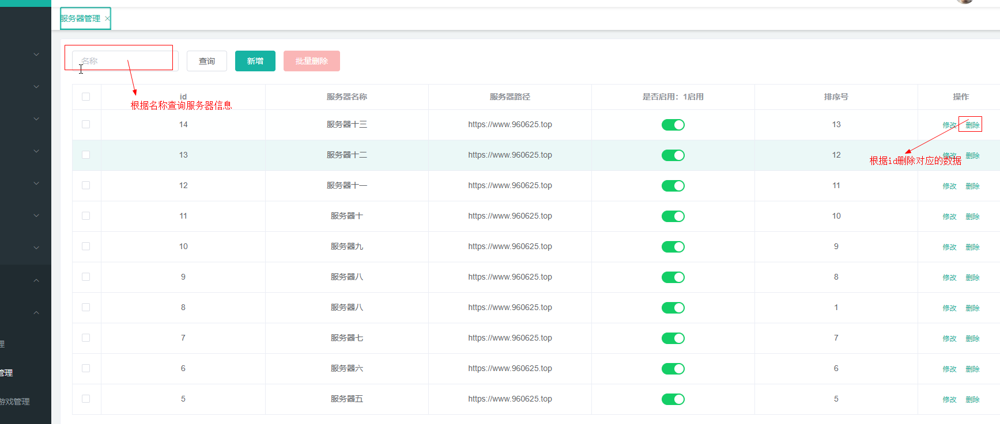 服务器管理 ×
名称 查询 新增 批量删除
id 服务器名称 服务器路径 是否启用：1启用 排序号 操作
根据名称查询服务器信息
14 服务器十三 https://www.960625.top 13 修改 删除
13 服务器十二 https://www.960625.top 12 修改 删除
根据id删除对应的数据
12 服务器十一 https://www.960625.top 11 修改 删除
11 服务器十 https://www.960625.top 10 修改 删除
10 服务器九 https://www.960625.top 9 修改 删除
9 服务器八 https://www.960625.top 8 修改 删除
8 服务器八 https://www.960625.top 1 修改 删除
7 服务器七 https://www.960625.top 7 修改 删除
理
6 服务器六 https://www.960625.top 6 修改 删除
管理
5 服务器五 https://www.960625.top 5 修改 删除
游戏管理